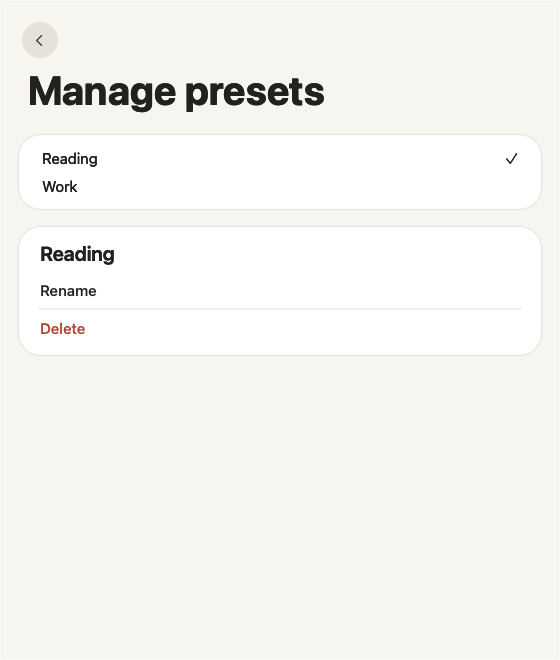 Manage presets
Reading
Work
Reading
Rename
Delete